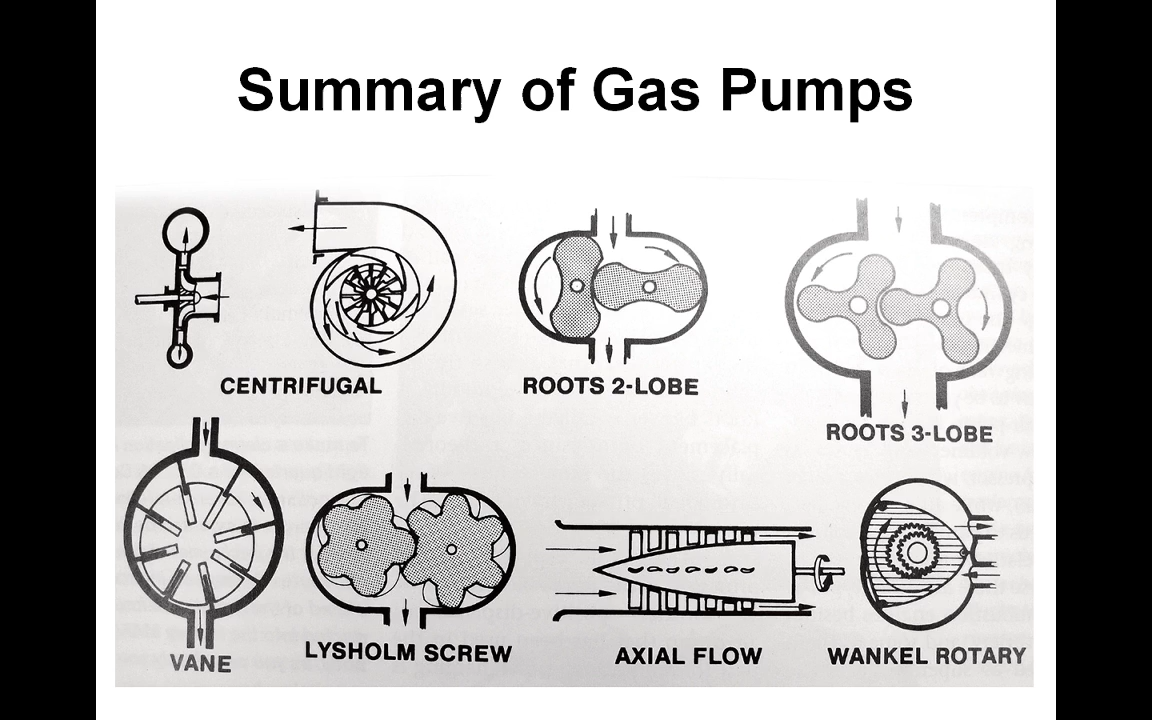 Summary of Gas Pumps
CENTRIFUGAL
ROOTS 2-LOBE
ROOTS 3-LOBE
VANE
LYSHOLM SCREW
AXIAL FLOW
WANKEL ROTARY